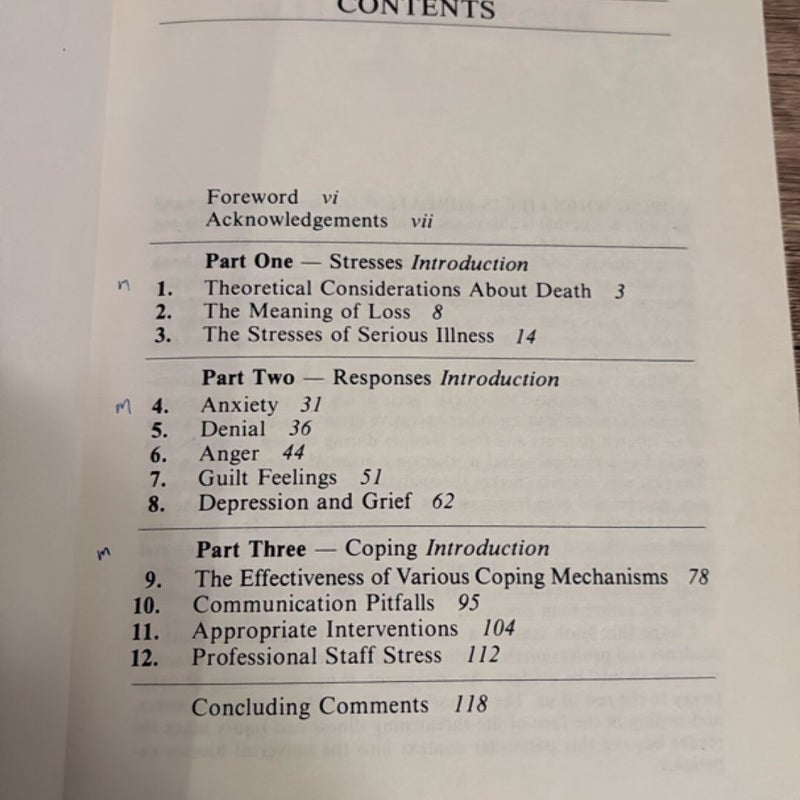 CONTENTS
Foreword vi
Acknowledgements vii
Part One — Stresses Introduction
n 1. Theoretical Considerations About Death 3
2. The Meaning of Loss 8
3. The Stresses of Serious Illness 14
Part Two — Responses Introduction
m 4. Anxiety 31
5. Denial 36
6. Anger 44
7. Guilt Feelings 51
8. Depression and Grief 62
m Part Three — Coping Introduction
9. The Effectiveness of Various Coping Mechanisms 78
10. Communication Pitfalls 95
11. Appropriate Interventions 104
12. Professional Staff Stress 112
Concluding Comments 118